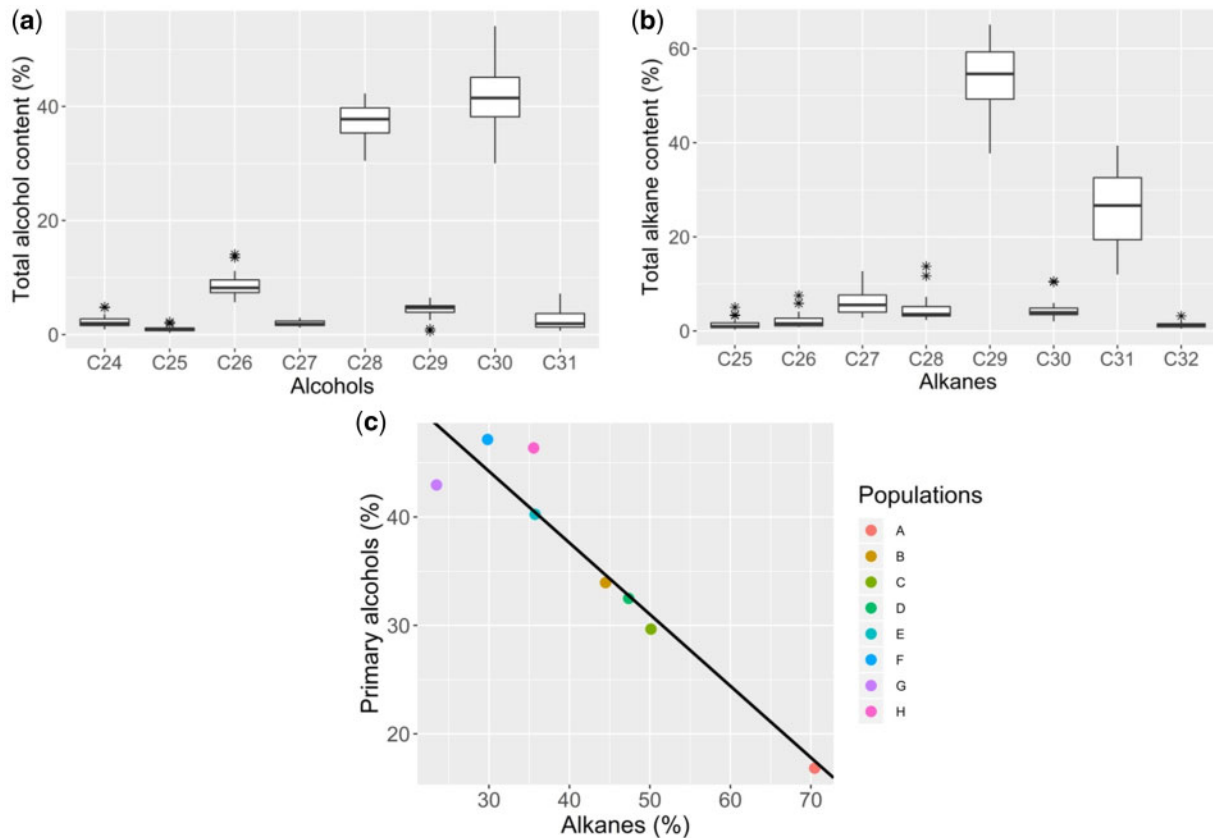 (a)
Total alcohol content (%)
40
20
0
C24 C25 C26 C27 C28 C29 C30 C31
Alcohols
(b)
Total alkane content (%)
60
40
20
0
C25 C26 C27 C28 C29 C30 C31 C32
Alkanes
(c)
Primary alcohols (%)
40
30
20
30 40 50 60 70
Alkanes (%)
Populations
A
B
C
D
E
F
G
H